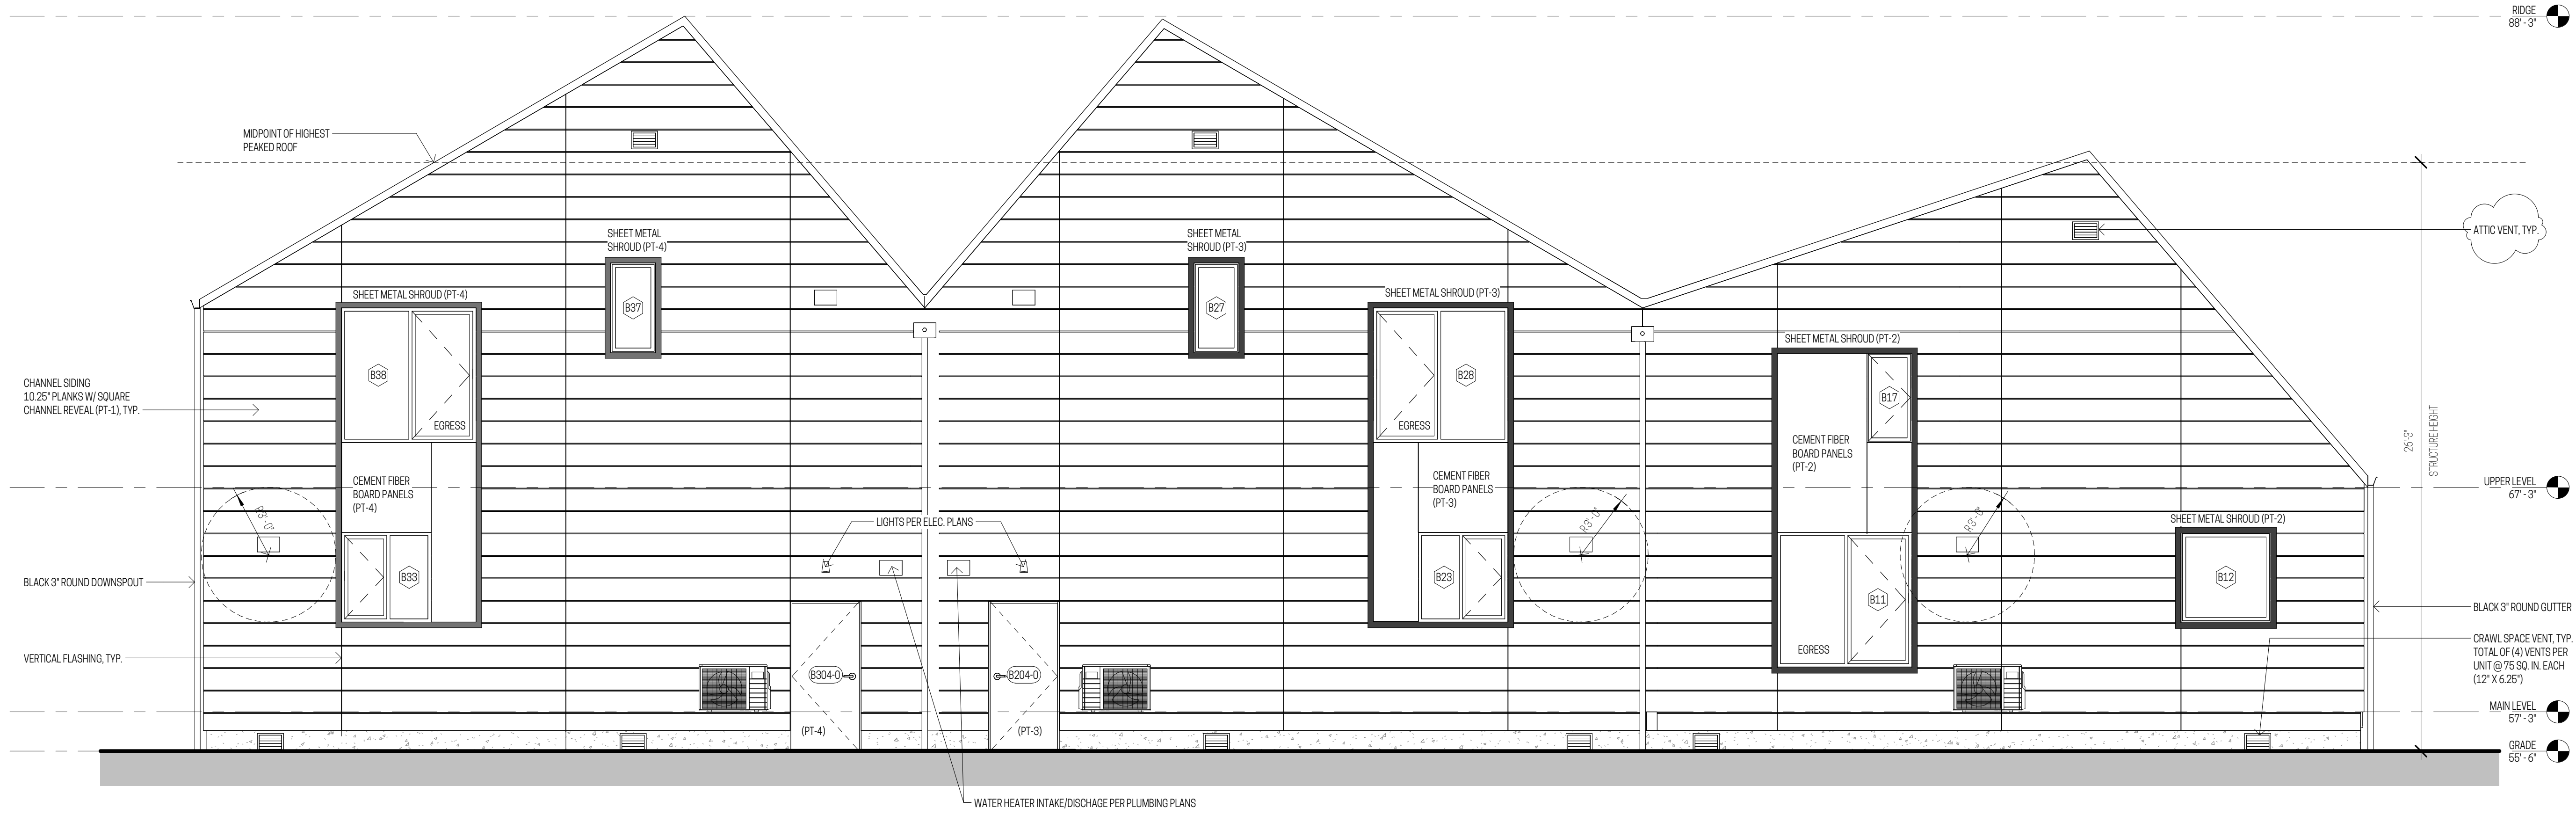 RIDGE
88' - 3"
MIDPOINT OF HIGHEST
PEAKED ROOF
ATTIC VENT, TYP.
SHEET METAL
SHROUD (PT-4)
SHEET METAL
SHROUD (PT-3)
SHEET METAL SHROUD (PT-4)
SHEET METAL SHROUD (PT-3)
B37
B27
SHEET METAL SHROUD (PT-2)
B38
B28
CHANNEL SIDING
10.25" PLANKS W/ SQUARE
CHANNEL REVEAL (PT-1), TYP.
B17
EGRESS
EGRESS
CEMENT FIBER
BOARD PANELS
(PT-2)
26'-3"
STRUCTURE HEIGHT
CEMENT FIBER
BOARD PANELS
(PT-4)
CEMENT FIBER
BOARD PANELS
(PT-3)
UPPER LEVEL
67' - 3"
R3'-0"
R3'-0"
R3'-0"
LIGHTS PER ELEC. PLANS
SHEET METAL SHROUD (PT-2)
BLACK 3" ROUND DOWNSPOUT
B33
B23
B12
B11
BLACK 3" ROUND GUTTER
EGRESS
VERTICAL FLASHING, TYP.
CRAWL SPACE VENT, TYP.
TOTAL OF (4) VENTS PER
UNIT @ 75 SQ. IN. EACH
(12" X 6.25")
B304-0
B204-0
MAIN LEVEL
57' - 3"
(PT-4)
(PT-3)
GRADE
55' - 6"
WATER HEATER INTAKE/DISCHAGE PER PLUMBING PLANS